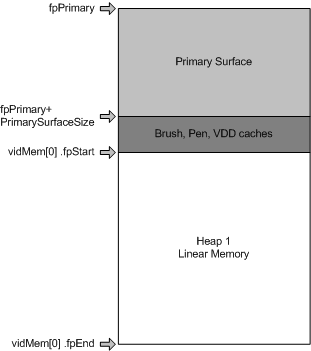 fpPrimary
Primary Surface
fpPrimary+
PrimarySurfaceSize
Brush, Pen, VDD caches
vidMem[0] .fpStart
Heap 1
Linear Memory
vidMem[0] .fpEnd